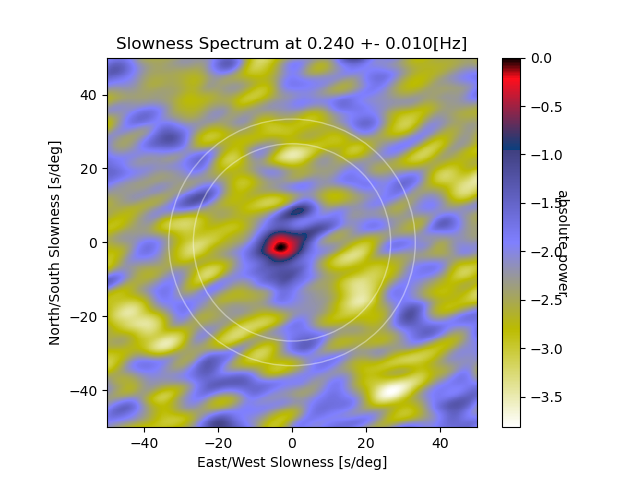 Slowness Spectrum at 0.240 +- 0.010[Hz]
40
20
0
−20
−40
North/South Slowness [s/deg]
−40 −20 0 20 40
East/West Slowness [s/deg]
0.0
−0.5
−1.0
−1.5
−2.0
−2.5
−3.0
−3.5
absolute power